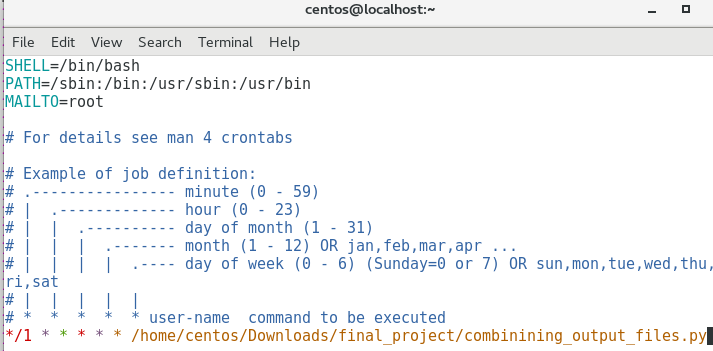 centos@localhost:~
File Edit View Search Terminal Help
SHELL=/bin/bash
PATH=/sbin:/bin:/usr/sbin:/usr/bin
MAILTO=root
# For details see man 4 crontabs
# Example of job definition:
# .---------------- minute (0 - 59)
# |  .------------- hour (0 - 23)
# |  |  .---------- day of month (1 - 31)
# |  |  |  .------- month (1 - 12) OR jan,feb,mar,apr ...
# |  |  |  |  .---- day of week (0 - 6) (Sunday=0 or 7) OR sun,mon,tue,wed,thu,
ri,sat
# |  |  |  |  |
# *  *  *  *  * user-name  command to be executed
*/1 * * * * * /home/centos/Downloads/final_project/combinining_output_files.py